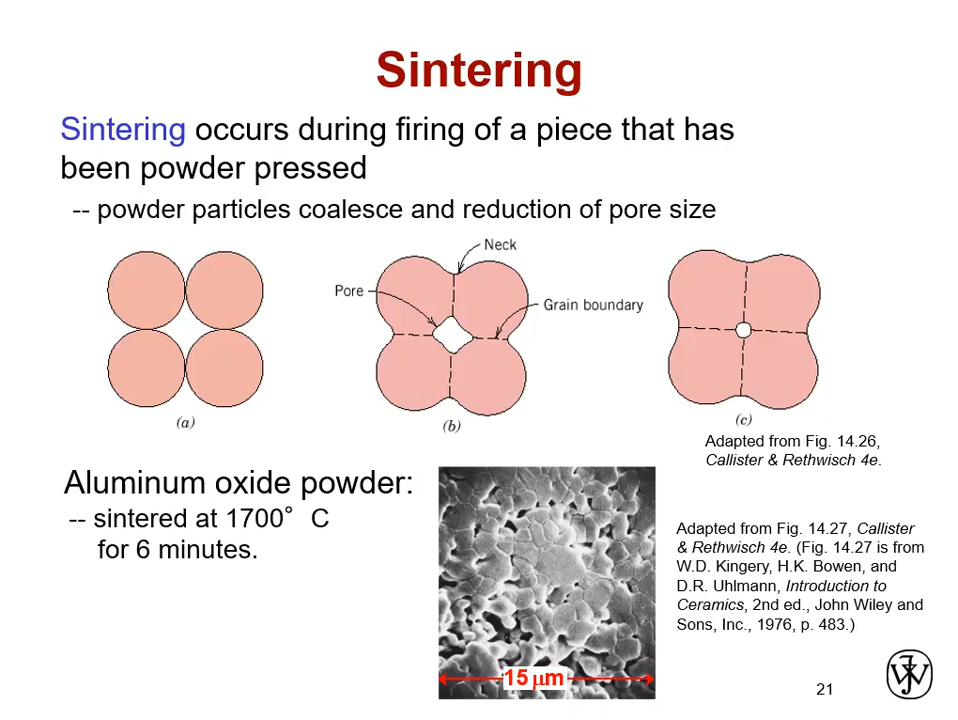 Sintering
Sintering occurs during firing of a piece that has
been powder pressed
-- powder particles coalesce and reduction of pore size
Neck
Pore
Grain boundary
(a)
(b)
(c)
Adapted from Fig. 14.26,
Callister & Rethwisch 4e.
Aluminum oxide powder:
-- sintered at 1700° C
for 6 minutes.
Adapted from Fig. 14.27, Callister
& Rethwisch 4e. (Fig. 14.27 is from
W.D. Kingery, H.K. Bowen, and
D.R. Uhlmann, Introduction to
Ceramics, 2nd ed., John Wiley and
Sons, Inc., 1976, p. 483.)
15 μm
21
JW